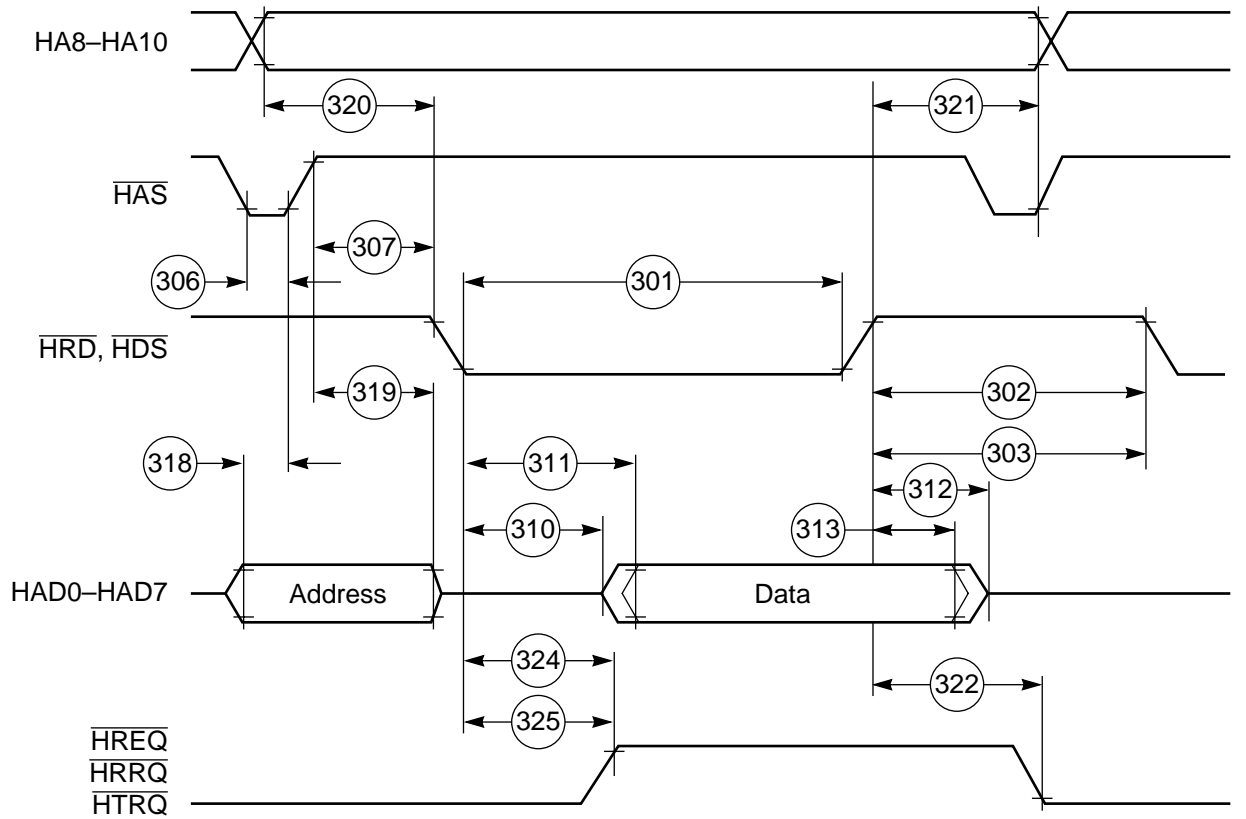 HA8–HA10
320
321
HAS
307
306
301
HRD, HDS
319
302
318
311
303
312
310
313
HAD0–HAD7
Address
Data
324
322
325
HREQ
HRRQ
HTRQ